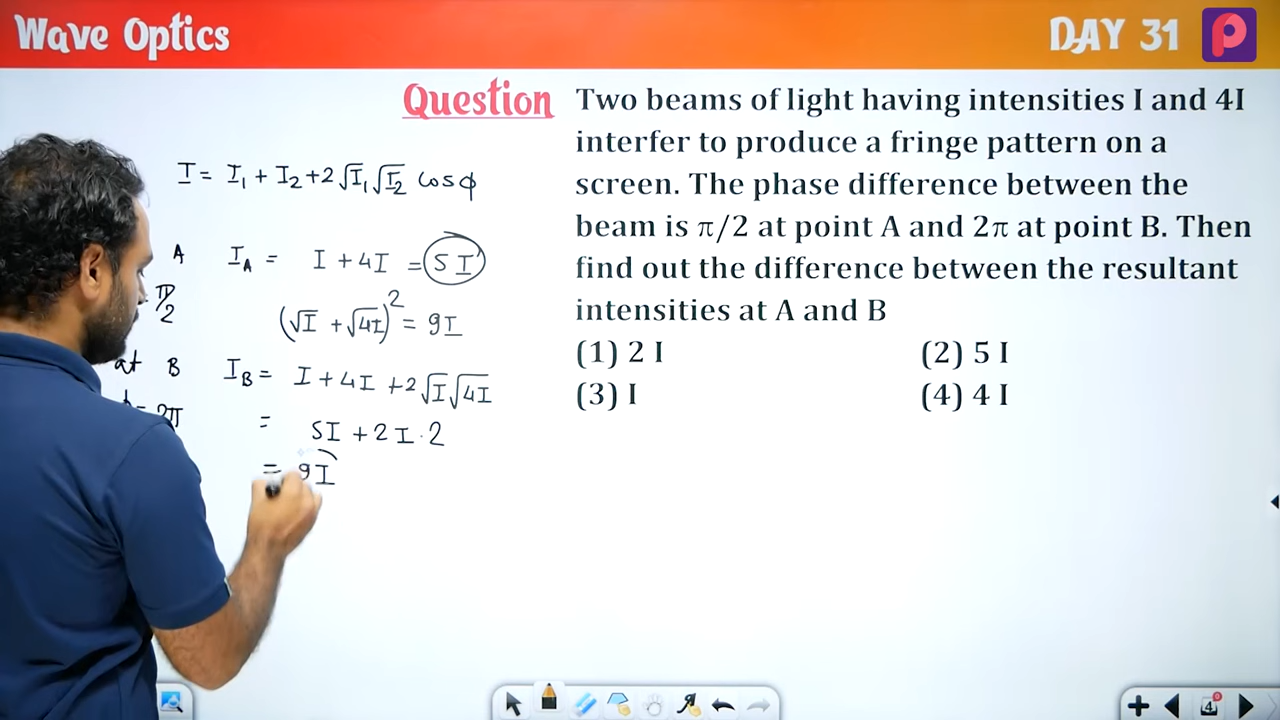 Wave Optics
DAY 31
Question
Two beams of light having intensities I and 4I
interfer to produce a fringe pattern on a
screen. The phase difference between the
beam is π/2 at point A and 2π at point B. Then
find out the difference between the resultant
intensities at A and B
(1) 2 I (2) 5 I
(3) I (4) 4 I
I = I₁ + I₂ + 2√I₁√I₂ cosφ
A I_A = I + 4I = 5I
π/2
(√I + √4I)² = 9I
at B I_B = I + 4I + 2√I√4I
= 2π
= 5I + 2I·2
= 9I
4